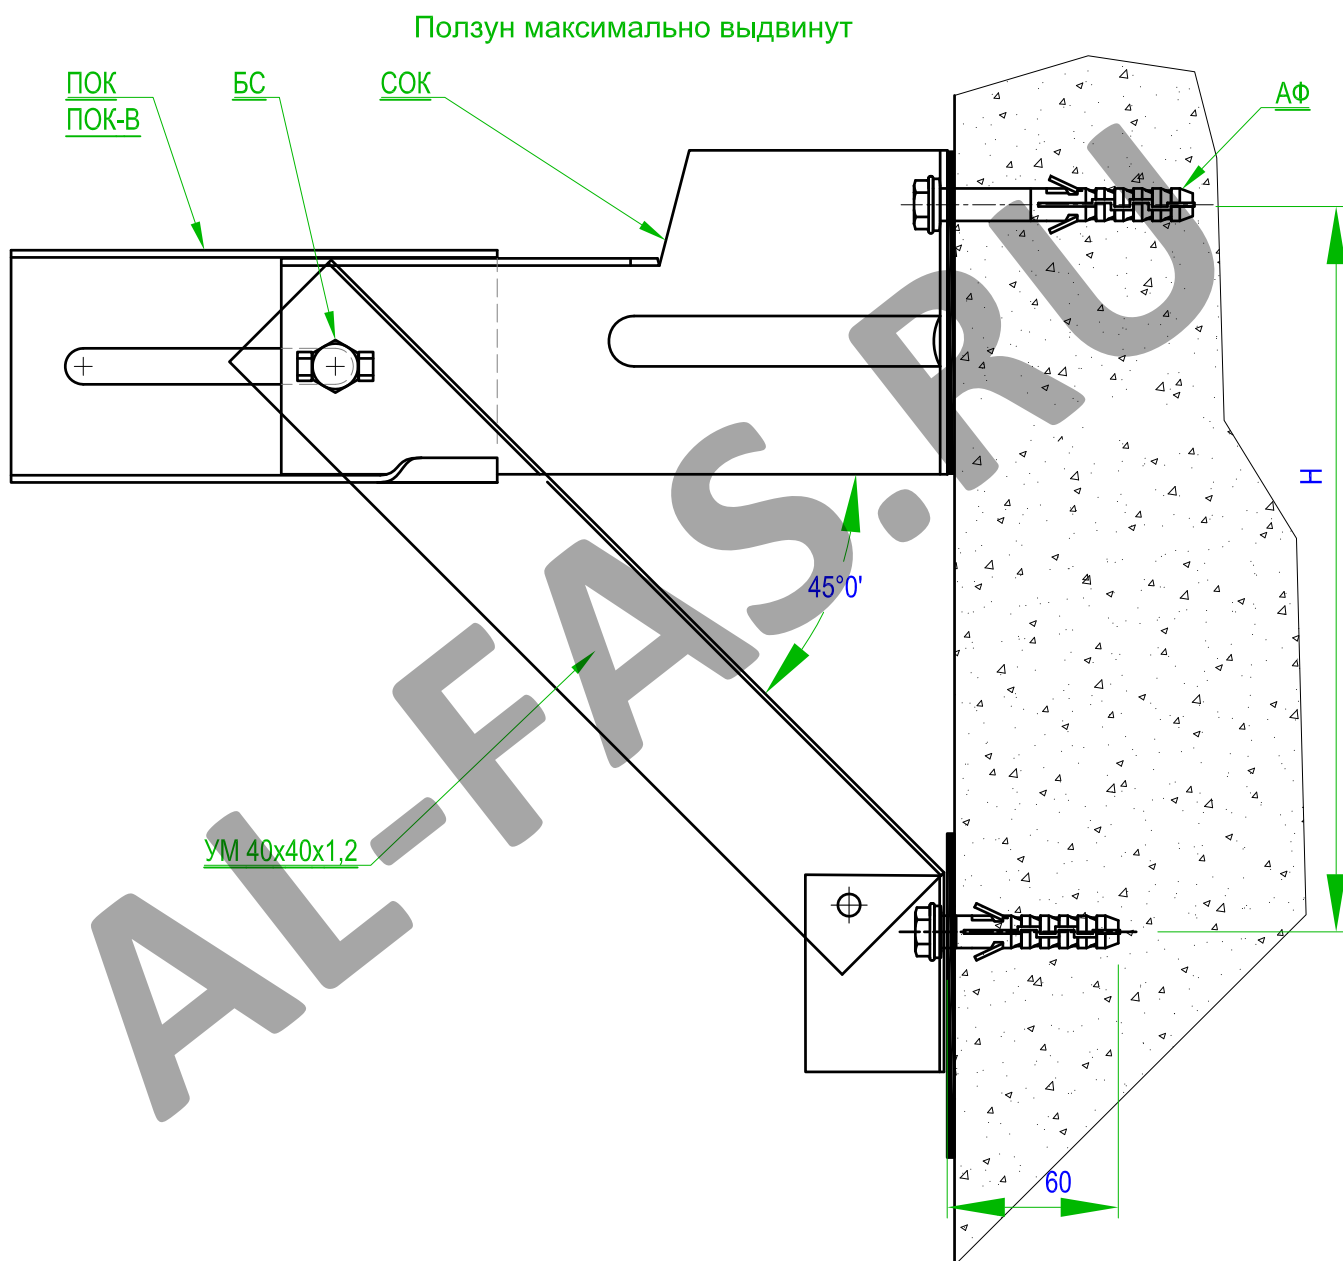 Ползун максимально выдвинут
ПОК
ПОК-В
БС
СОК
АФ
H
45°0'
УМ 40х40х1,2
60
AL-FAS.RU